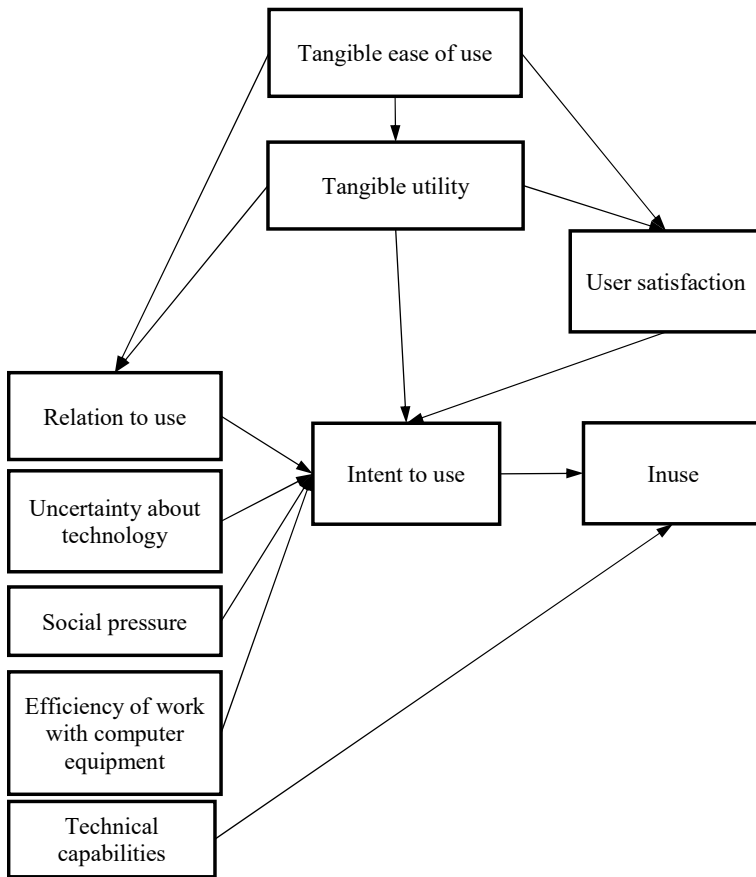 Tangible ease of use
Tangible utility
User satisfaction
Relation to use
Intent to use
Inuse
Uncertainty about
technology
Social pressure
Efficiency of work
with computer
equipment
Technical
capabilities